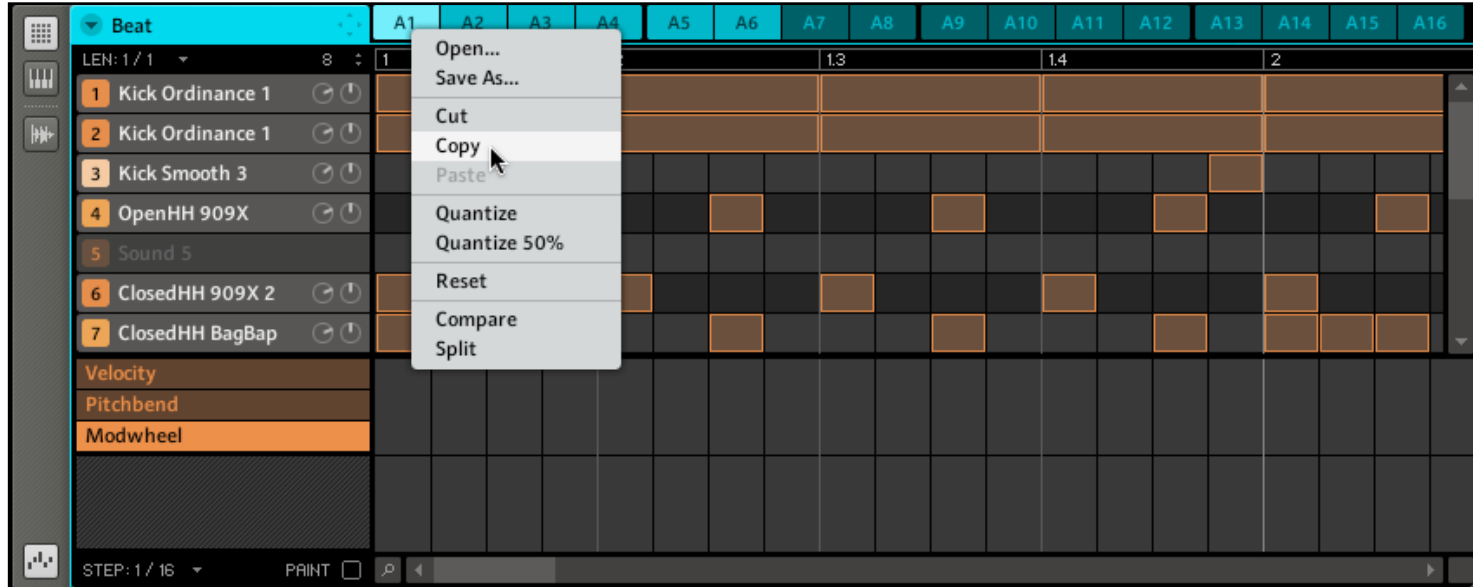 Beat A1 A2 A3 A4 A5 A6 A7 A8 A9 A10 A11 A12 A13 A14 A15 A16
LEN: 1 / 1 8 1 1.3 1.4 2
1 Kick Ordinance 1
2 Kick Ordinance 1
3 Kick Smooth 3
4 OpenHH 909X
5 Sound 5
6 ClosedHH 909X 2
7 ClosedHH BagBap
Open...
Save As...
Cut
Copy
Paste
Quantize
Quantize 50%
Reset
Compare
Split
Velocity
Pitchbend
Modwheel
STEP: 1 / 16 PAINT